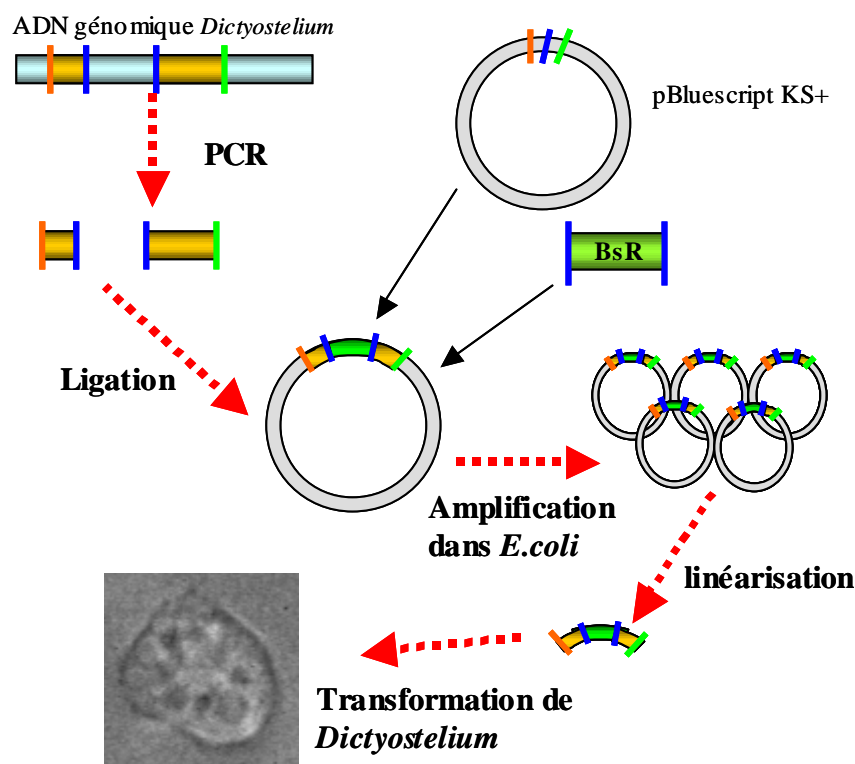 ADN génomique Dictyostelium
pBluescript KS+
PCR
BsR
Ligation
Amplification
dans E.coli
linéarisation
Transformation de
Dictyostelium